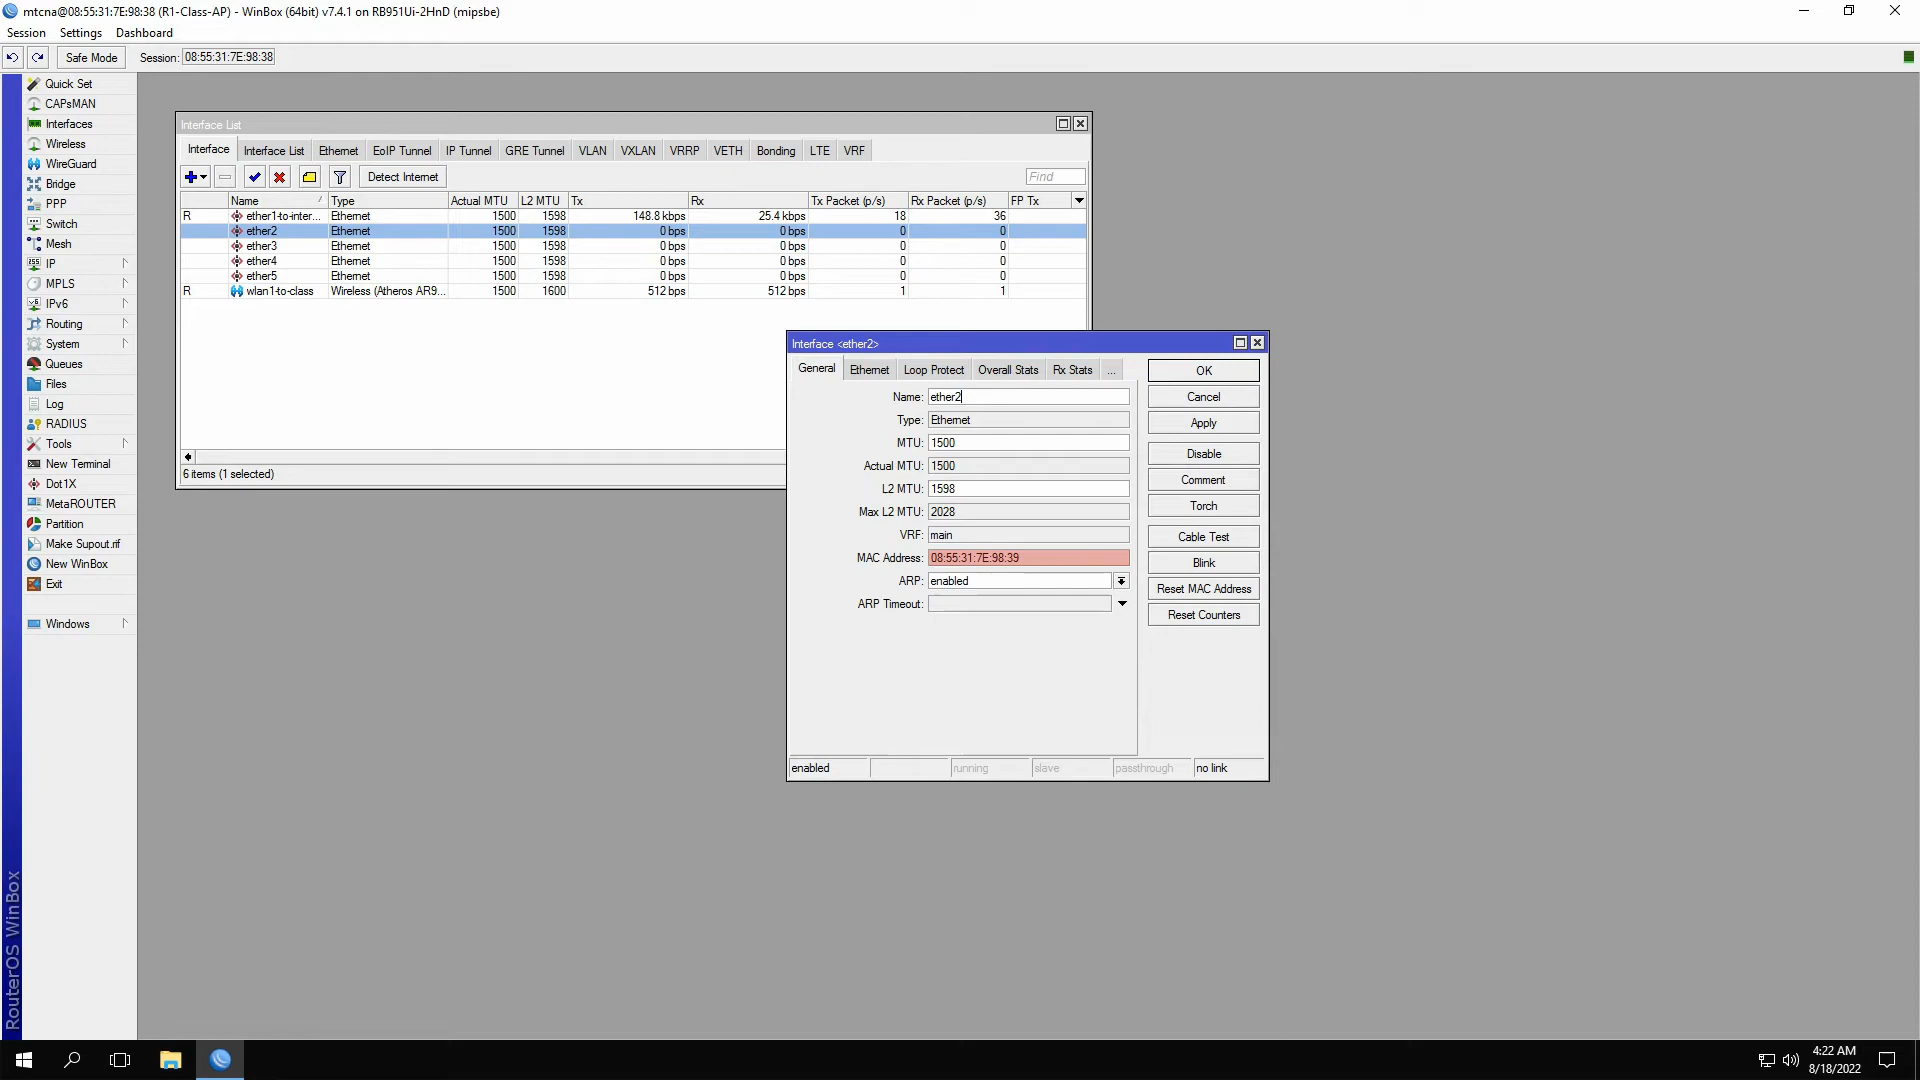 mtcna@08:55:31:7E:98:38 (R1-Class-AP) - WinBox (64bit) v7.4.1 on RB951Ui-2HnD (mipsbe)
Session Settings Dashboard
Safe Mode Session: 08:55:31:7E:98:38
Quick Set
CAPsMAN
Interfaces
Wireless
WireGuard
Bridge
PPP
Switch
Mesh
IP
MPLS
IPv6
Routing
System
Queues
Files
Log
RADIUS
Tools
New Terminal
Dot1X
MetaROUTER
Partition
Make Supout.rif
New WinBox
Exit
Windows
RouterOS WinBox
Interface List
Interface Interface List Ethernet EoIP Tunnel IP Tunnel GRE Tunnel VLAN VXLAN VRRP VETH Bonding LTE VRF
Detect Internet Find
Name Type Actual MTU L2 MTU Tx Rx Tx Packet (p/s) Rx Packet (p/s) FP Tx
R ether1-to-inter... Ethernet 1500 1598 148.8 kbps 25.4 kbps 18 36
ether2 Ethernet 1500 1598 0 bps 0 bps 0 0
ether3 Ethernet 1500 1598 0 bps 0 bps 0 0
ether4 Ethernet 1500 1598 0 bps 0 bps 0 0
ether5 Ethernet 1500 1598 0 bps 0 bps 0 0
R wlan1-to-class Wireless (Atheros AR9... 1500 1600 512 bps 512 bps 1 1
6 items (1 selected)
Interface <ether2>
General Ethernet Loop Protect Overall Stats Rx Stats ...
Name: ether2
Type: Ethernet
MTU: 1500
Actual MTU: 1500
L2 MTU: 1598
Max L2 MTU: 2028
VRF: main
MAC Address: 08:55:31:7E:98:39
ARP: enabled
ARP Timeout:
OK
Cancel
Apply
Disable
Comment
Torch
Cable Test
Blink
Reset MAC Address
Reset Counters
enabled running slave passthrough no link
4:22 AM
8/18/2022